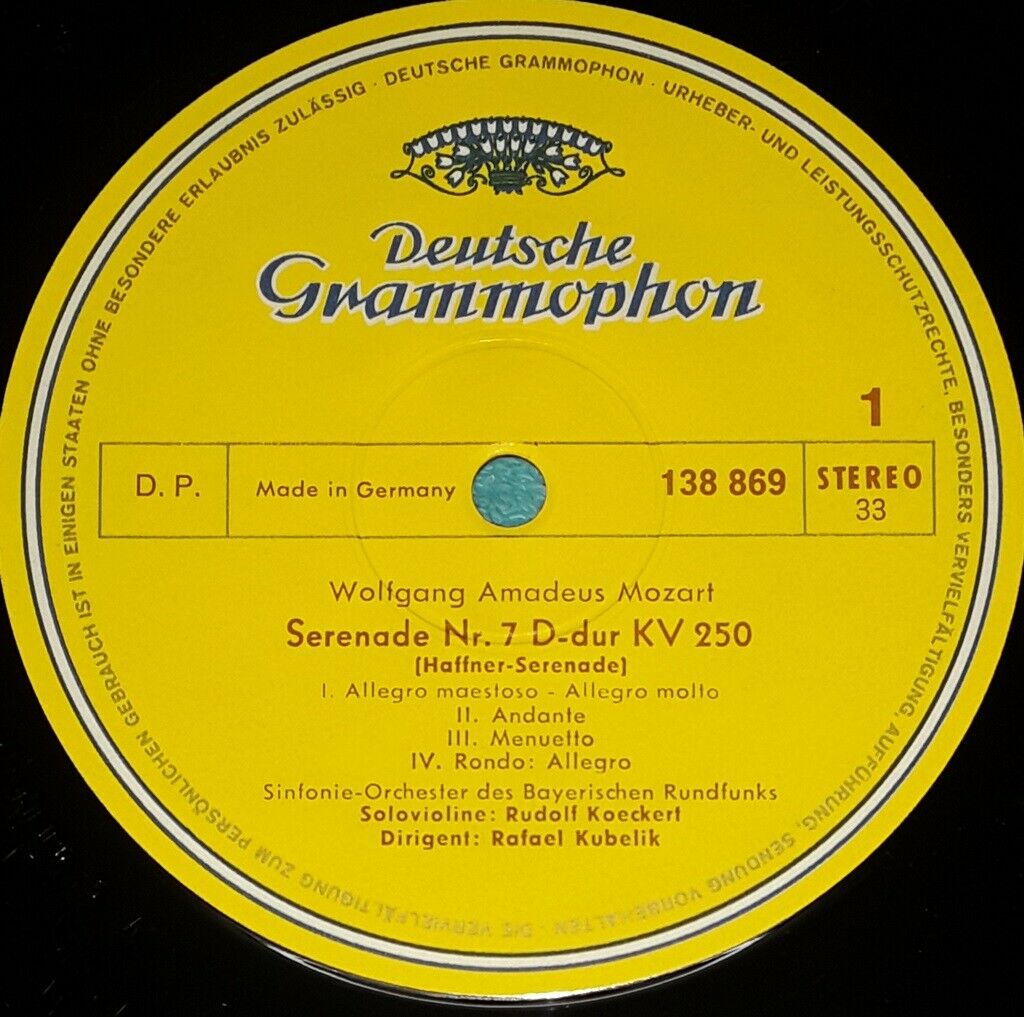 DEUTSCHE GRAMMOPHON · URHEBER- UND LEISTUNGSSCHUTZRECHTE, BESONDERS VERVIELFÄLTIGUNG, AUFFÜHRUNG, SENDUNG VORBEHALTEN · DIE VERVIELFÄLTIGUNG ZUM PERSÖNLICHEN GEBRAUCH IST IN EINIGEN STAATEN OHNE BESONDERE ERLAUBNIS ZULÄSSIG ·
Deutsche
Grammophon
1
D. P.
Made in Germany
138 869
STEREO
33
Wolfgang Amadeus Mozart
Serenade Nr. 7 D-dur KV 250
(Haffner-Serenade)
I. Allegro maestoso - Allegro molto
II. Andante
III. Menuetto
IV. Rondo: Allegro
Sinfonie-Orchester des Bayerischen Rundfunks
Solovioline: Rudolf Koeckert
Dirigent: Rafael Kubelik